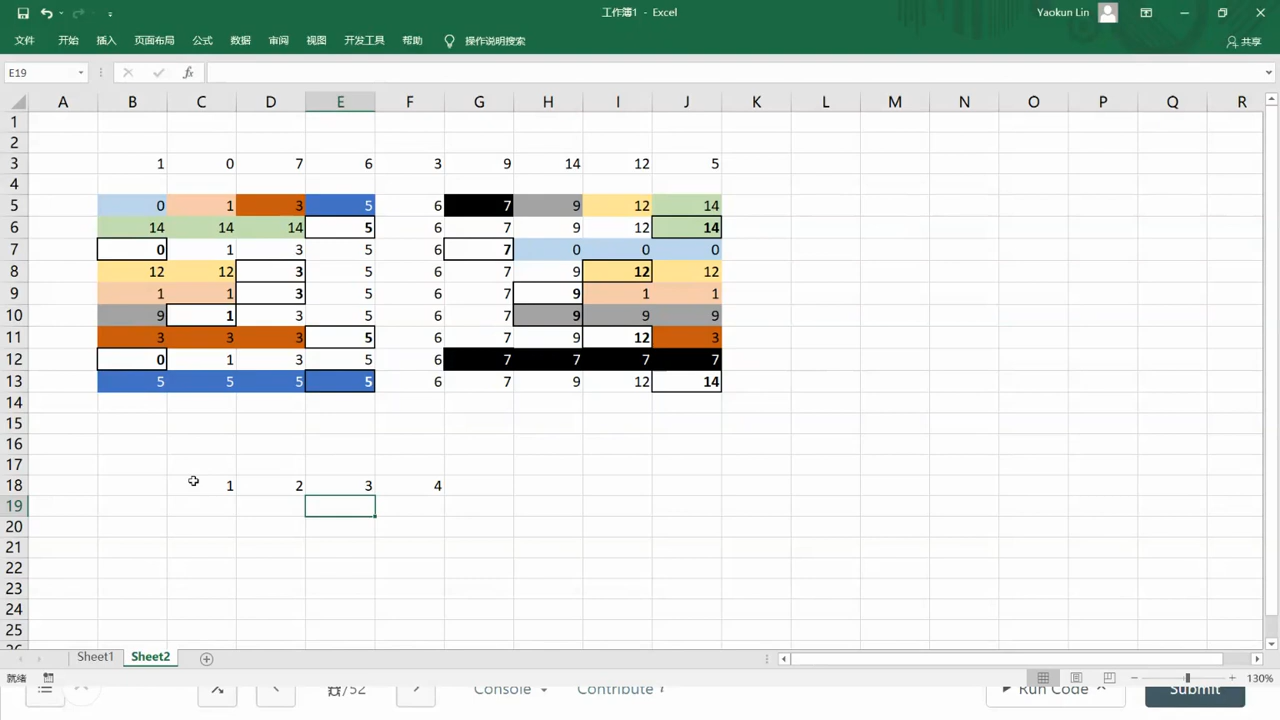 工作簿1 - Excel
Yaokun Lin
文件 开始 插入 页面布局 公式 数据 审阅 视图 开发工具 帮助 操作说明搜索 共享
E19 fx
A B C D E F G H I J K L M N O P Q R
1
2
3 1 0 7 6 3 9 14 12 5
4
5 0 1 3 5 6 7 9 12 14
6 14 14 14 5 6 7 9 12 14
7 0 1 3 5 6 7 0 0 0
8 12 12 3 5 6 7 9 12 12
9 1 1 3 5 6 7 9 1 1
10 9 1 3 5 6 7 9 9 9
11 3 3 3 5 6 7 9 12 3
12 0 1 3 5 6 7 7 7 7
13 5 5 5 5 6 7 9 12 14
14
15
16
17
18 1 2 3 4
19
20
21
22
23
24
25
Sheet1 Sheet2
就绪 130%
/52 Console Contribute Run Code Submit